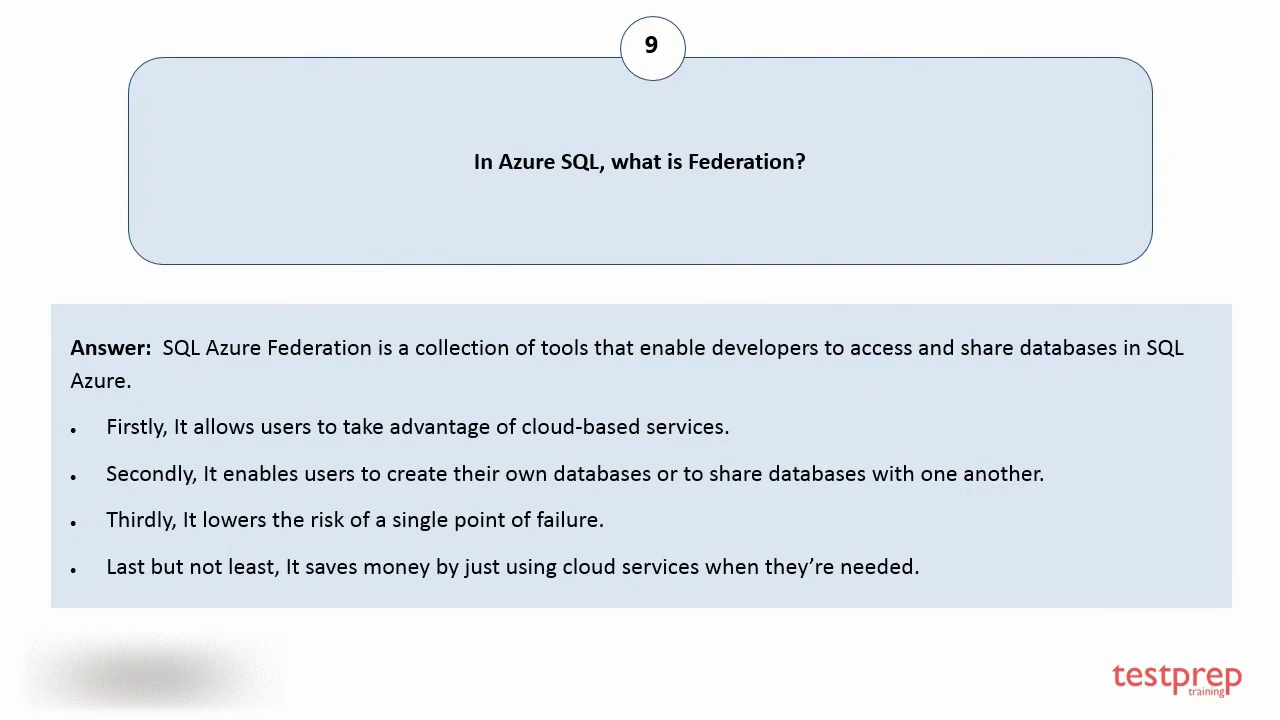 9
In Azure SQL, what is Federation?
Answer: SQL Azure Federation is a collection of tools that enable developers to access and share databases in SQL
Azure.
• Firstly, It allows users to take advantage of cloud-based services.
• Secondly, It enables users to create their own databases or to share databases with one another.
• Thirdly, It lowers the risk of a single point of failure.
• Last but not least, It saves money by just using cloud services when they’re needed.
testprep
training